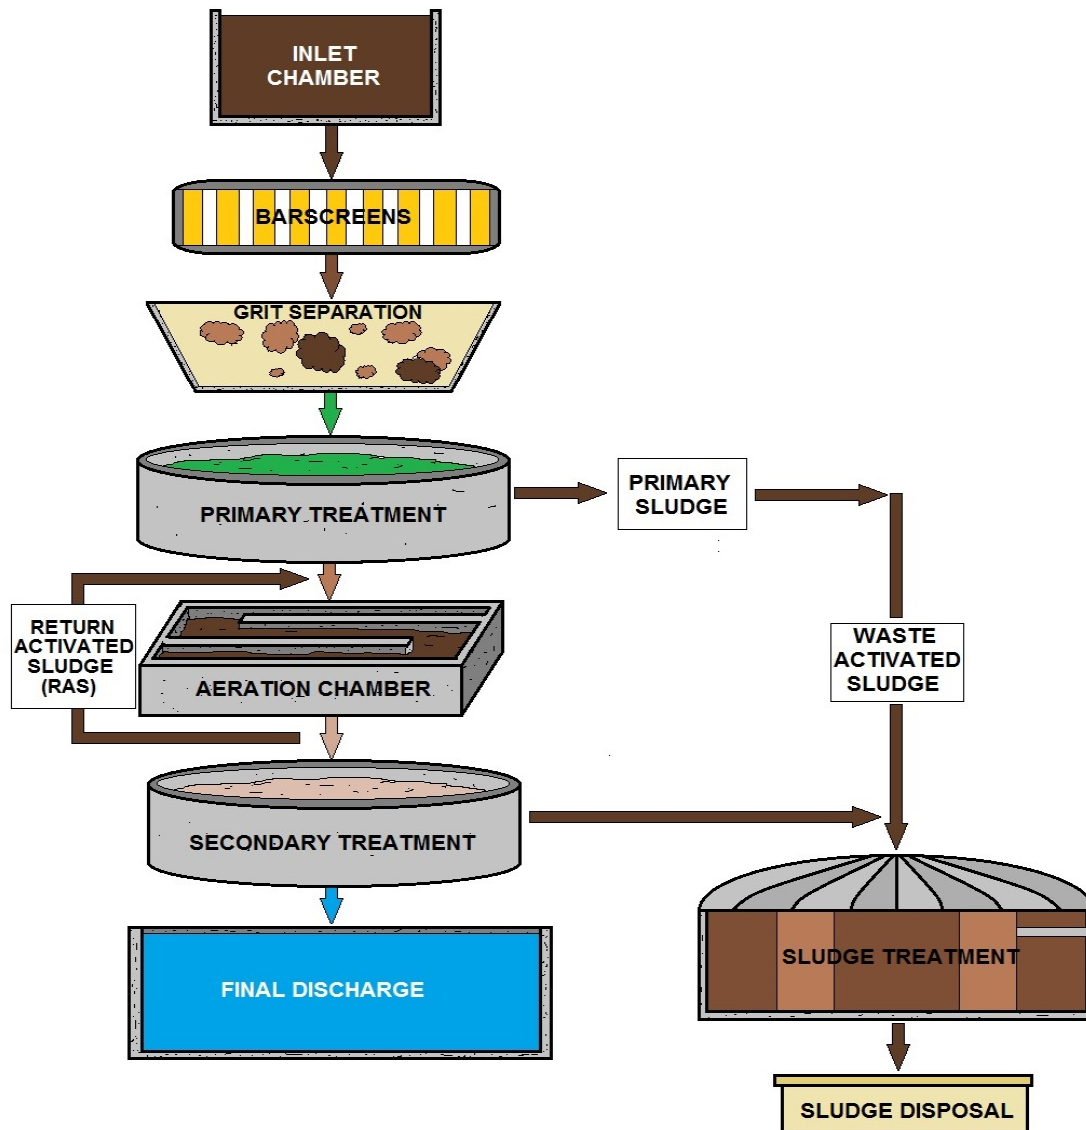 INLET
CHAMBER
BARSCREENS
GRIT SEPARATION
PRIMARY TREATMENT
PRIMARY
SLUDGE
RETURN
ACTIVATED
SLUDGE
(RAS)
AERATION CHAMBER
WASTE
ACTIVATED
SLUDGE
SECONDARY TREATMENT
SLUDGE TREATMENT
FINAL DISCHARGE
SLUDGE DISPOSAL